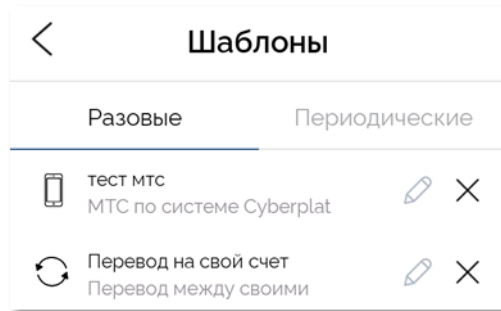 Шаблоны
Разовые
Периодические
тест мтс
МТС по системе Cyberplat
Перевод на свой счет
Перевод между своими